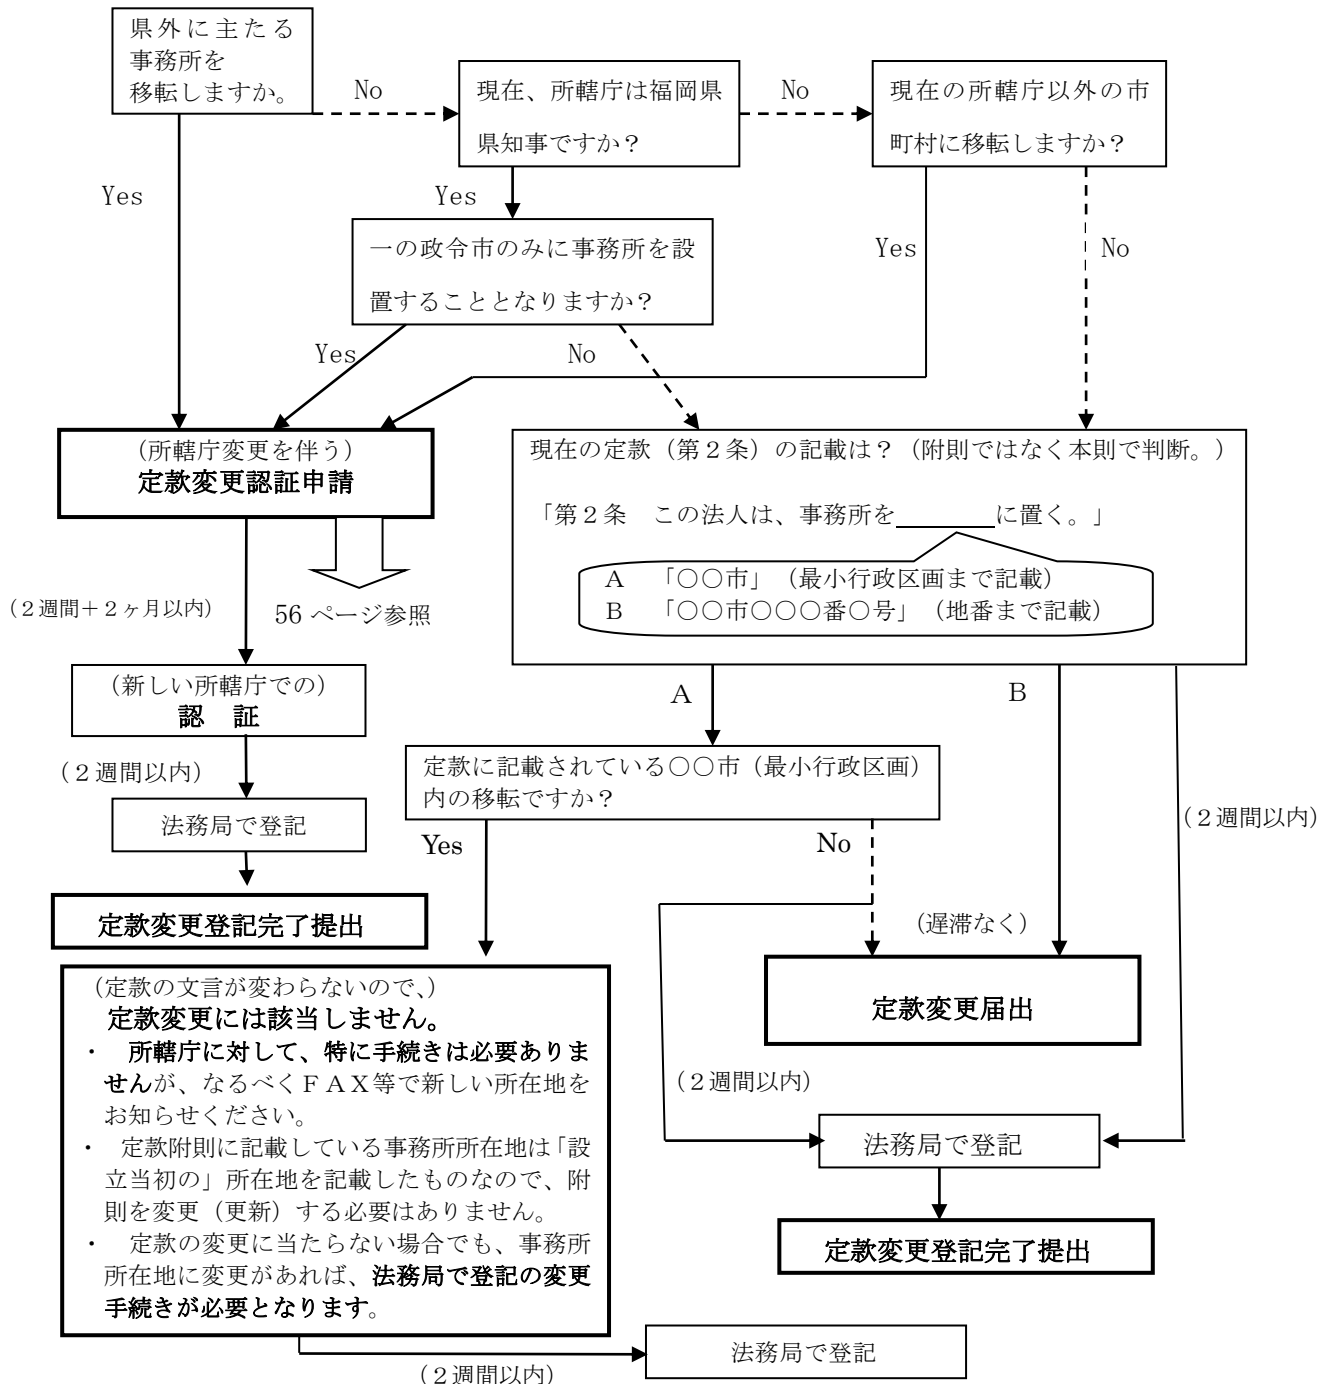 県外に主たる
事務所を
移転しますか。
No
現在、所轄庁は福岡県
県知事ですか？
No
現在の所轄庁以外の市
町村に移転しますか？
Yes
Yes
一の政令市のみに事務所を設
置することとなりますか？
Yes
No
Yes
No
(所轄庁変更を伴う)
定款変更認証申請
現在の定款（第２条）の記載は？（附則ではなく本則で判断。）
「第２条　この法人は、事務所を　　　　に置く。」
A　「○○市」（最小行政区画まで記載）
B　「○○市○○○番○号」（地番まで記載）
（２週間＋２ヶ月以内）
56 ページ参照
（新しい所轄庁での）
認　証
A
B
（２週間以内）
定款に記載されている○○市（最小行政区画）
内の移転ですか？
（２週間以内）
法務局で登記
Yes
No
定款変更登記完了提出
（遅滞なく）
定款変更届出
（定款の文言が変わらないので、）
定款変更には該当しません。
・　所轄庁に対して、特に手続きは必要ありま
せんが、なるべくＦＡＸ等で新しい所在地を
お知らせください。
・　定款附則に記載している事務所所在地は「設
立当初の」所在地を記載したものなので、附
則を変更（更新）する必要はありません。
・　定款の変更に当たらない場合でも、事務所
所在地に変更があれば、法務局で登記の変更
手続きが必要となります。
（２週間以内）
法務局で登記
定款変更登記完了提出
（２週間以内）
法務局で登記